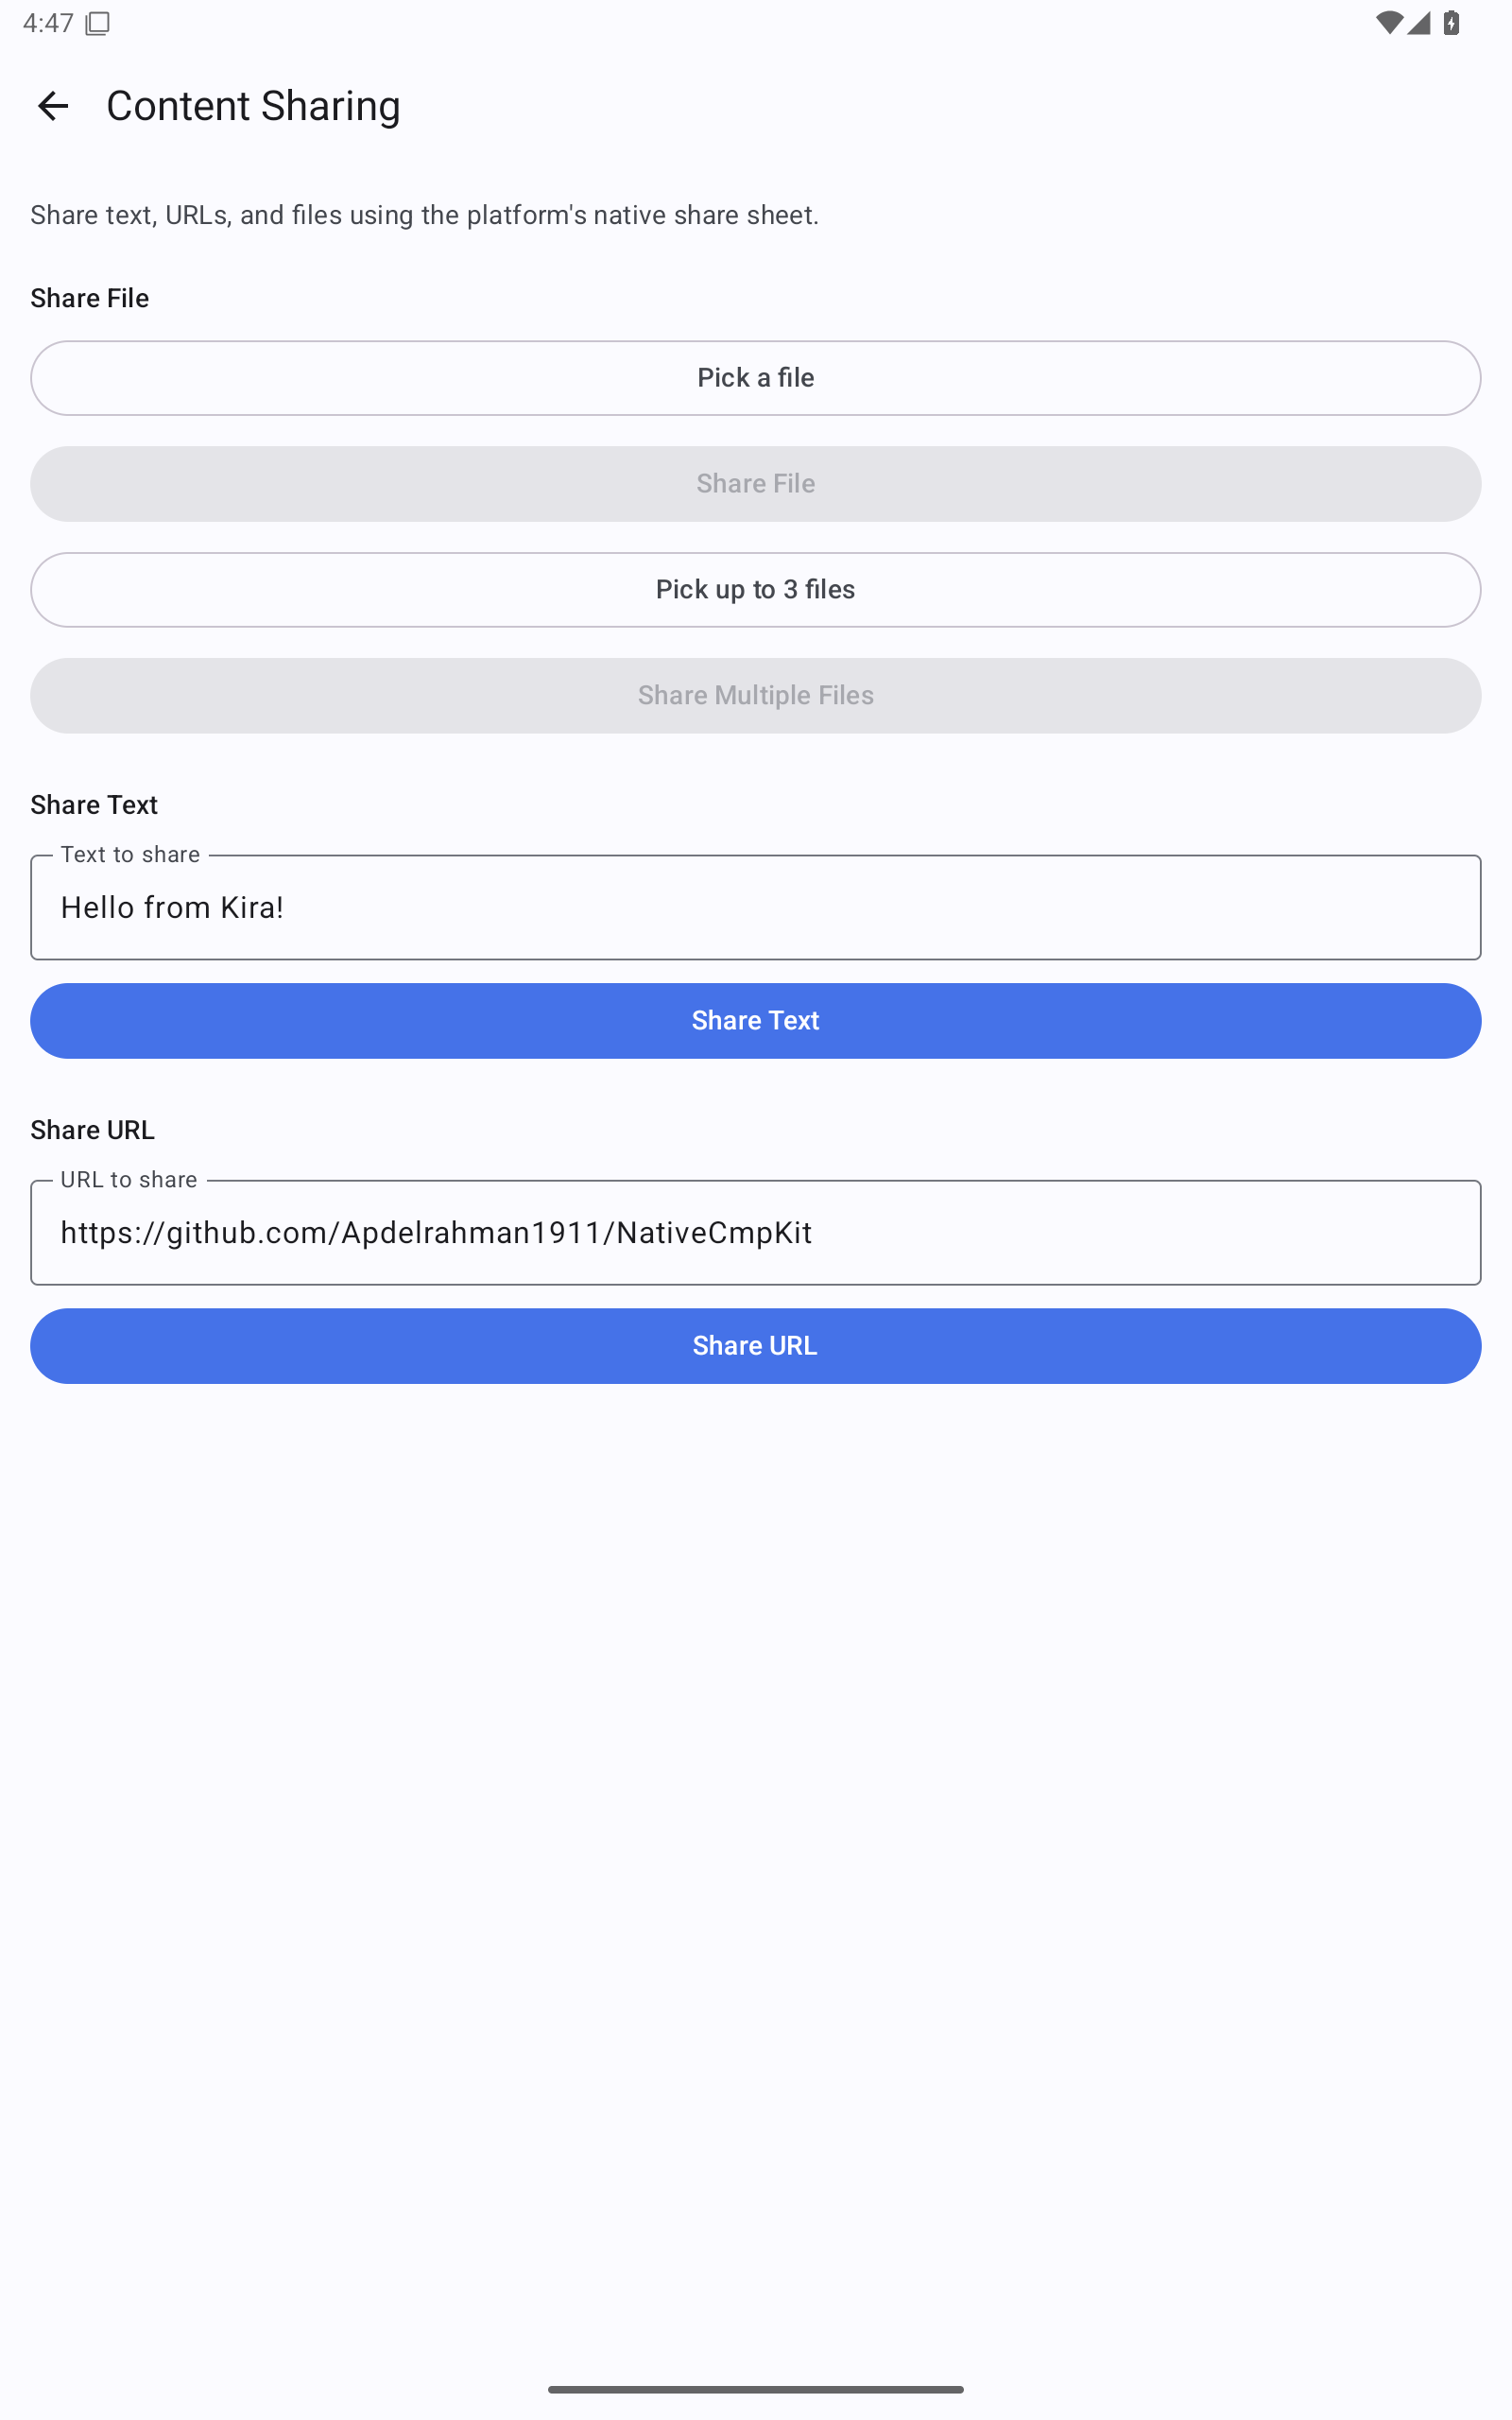 4:47
Content Sharing
Share text, URLs, and files using the platform's native share sheet.
Share File
Pick a file
Share File
Pick up to 3 files
Share Multiple Files
Share Text
Text to share
Hello from Kira!
Share Text
Share URL
URL to share
https://github.com/Apdelrahman1911/NativeCmpKit
Share URL